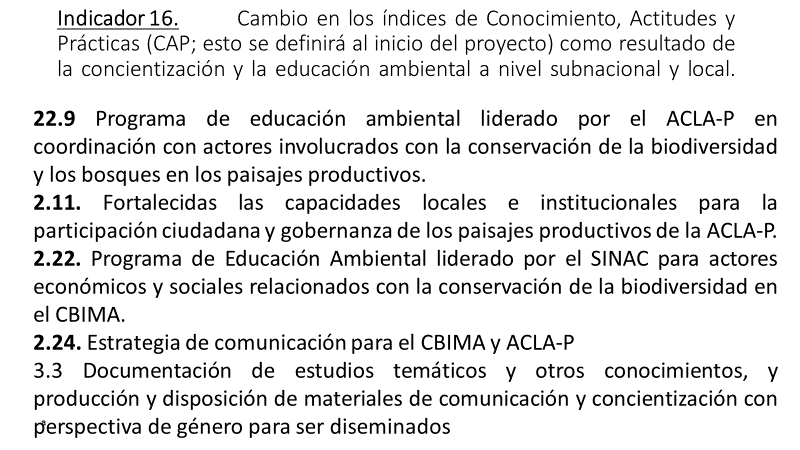 Indicador 16. Cambio en los índices de Conocimiento, Actitudes y
Prácticas (CAP; esto se definirá al inicio del proyecto) como resultado de
la concientización y la educación ambiental a nivel subnacional y local.
22.9 Programa de educación ambiental liderado por el ACLA-P en
coordinación con actores involucrados con la conservación de la biodiversidad
y los bosques en los paisajes productivos.
2.11. Fortalecidas las capacidades locales e institucionales para la
participación ciudadana y gobernanza de los paisajes productivos de la ACLA-P.
2.22. Programa de Educación Ambiental liderado por el SINAC para actores
económicos y sociales relacionados con la conservación de la biodiversidad en
el CBIMA.
2.24. Estrategia de comunicación para el CBIMA y ACLA-P
3.3 Documentación de estudios temáticos y otros conocimientos, y
producción y disposición de materiales de comunicación y concientización con
perspectiva de género para ser diseminados